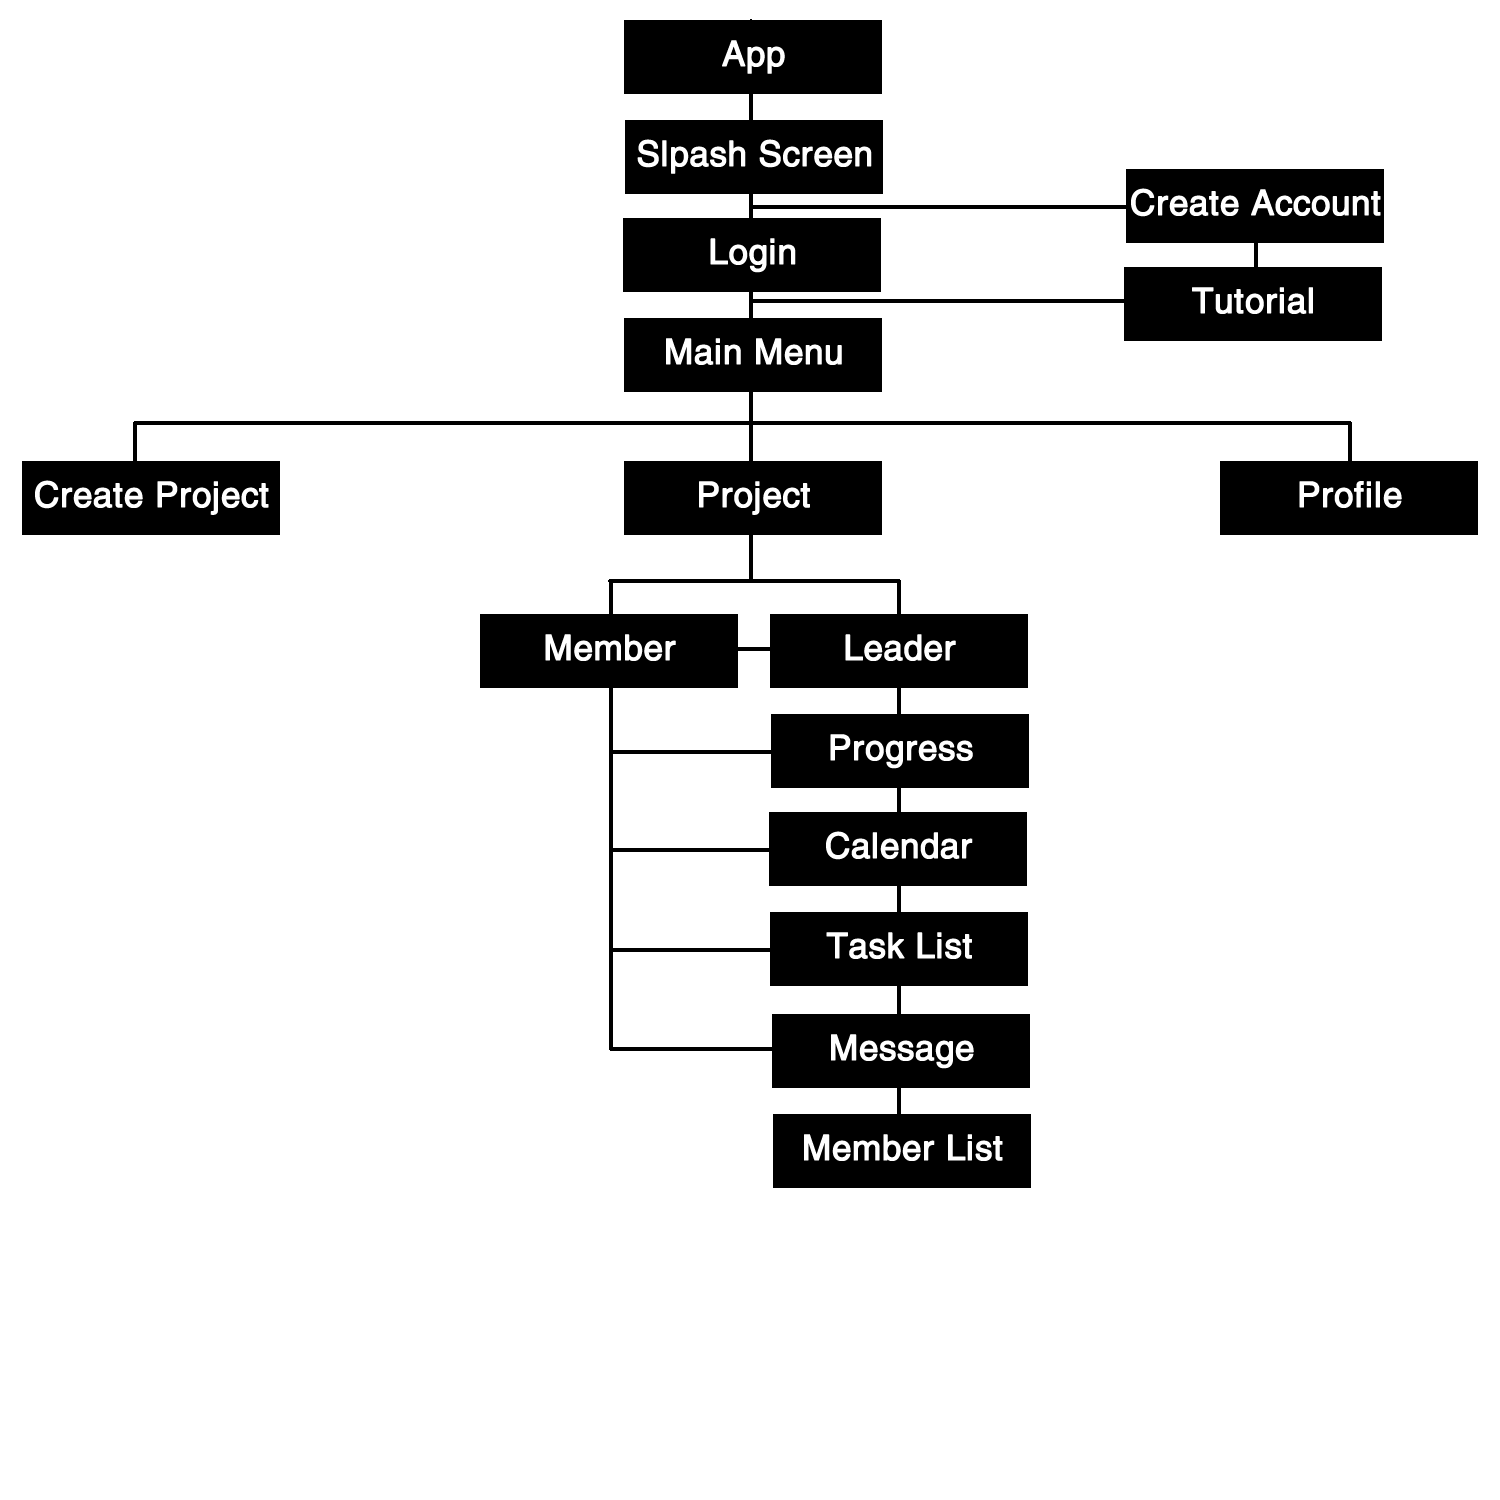 App
Slpash Screen
Create Account
Login
Tutorial
Main Menu
Create Project
Project
Profile
Member
Leader
Progress
Calendar
Task List
Message
Member List